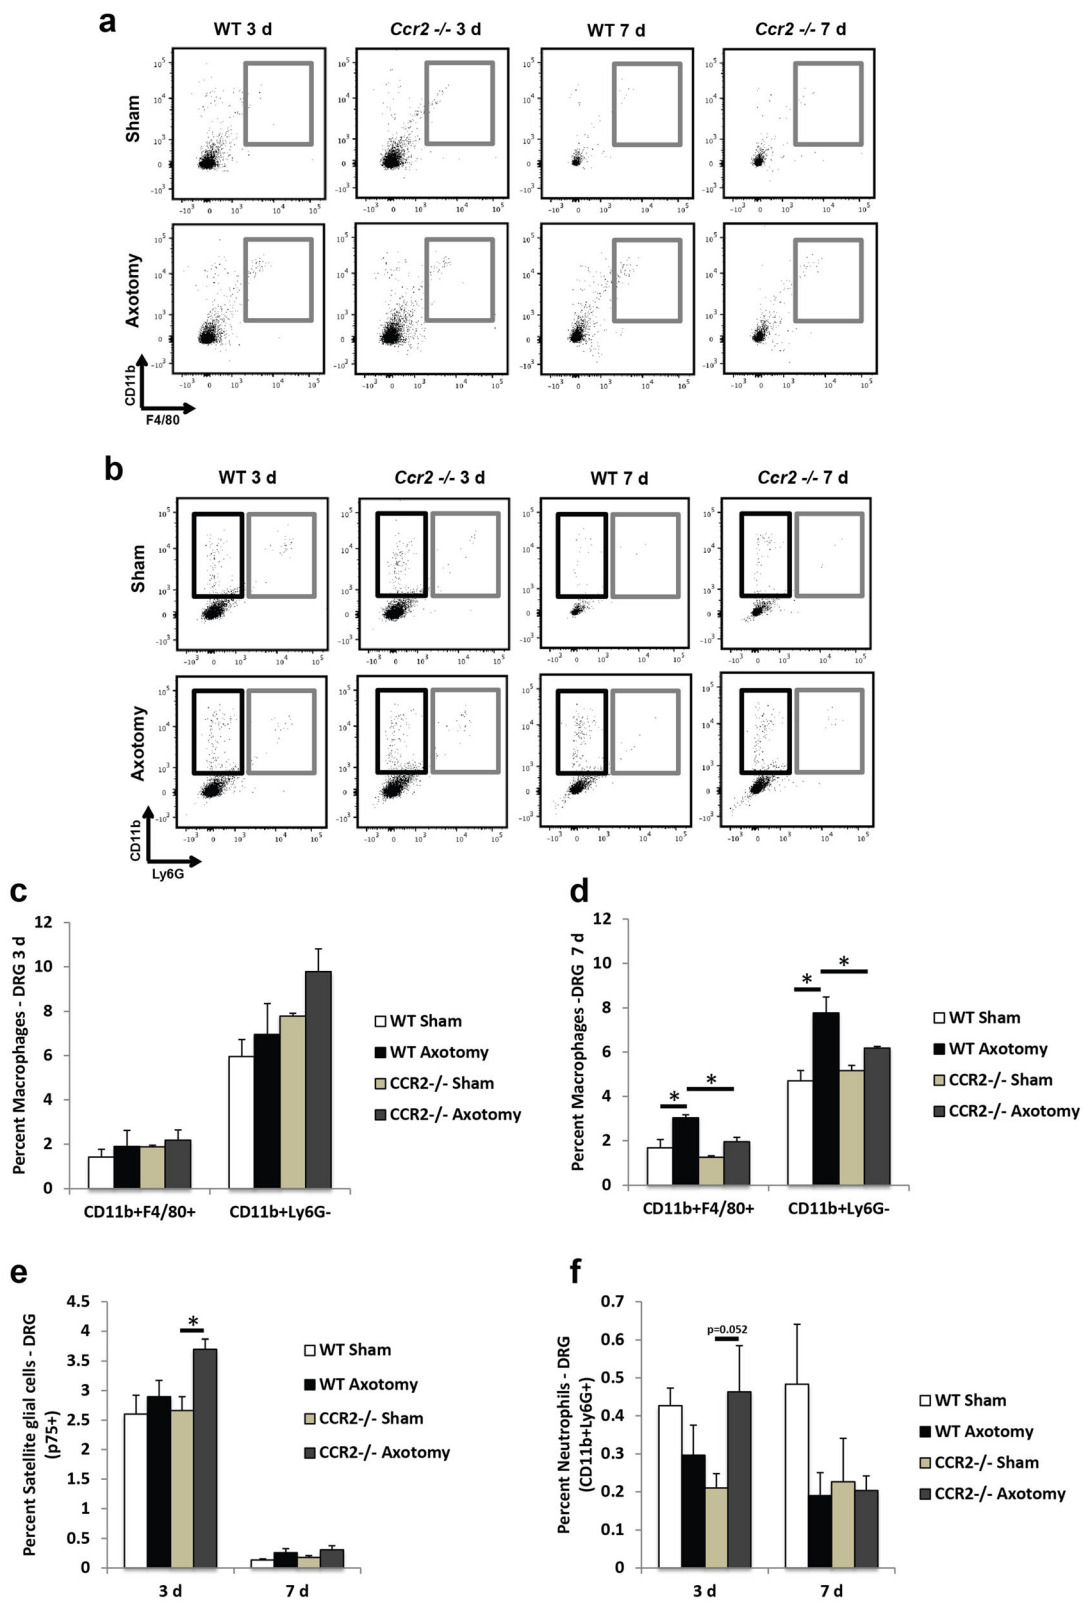 a
WT 3 d
Ccr2 -/- 3 d
WT 7 d
Ccr2 -/- 7 d
Sham
Axotomy
CD11b
F4/80
b
WT 3 d
Ccr2 -/- 3 d
WT 7 d
Ccr2 -/- 7 d
Sham
Axotomy
CD11b
Ly6G
c
Percent Macrophages - DRG 3 d
12
10
8
6
4
2
0
CD11b+F4/80+
CD11b+Ly6G-
WT Sham
WT Axotomy
CCR2-/- Sham
CCR2-/- Axotomy
d
Percent Macrophages -DRG 7 d
12
10
8
6
4
2
0
* * * *
CD11b+F4/80+
CD11b+Ly6G-
WT Sham
WT Axotomy
CCR2-/- Sham
CCR2-/- Axotomy
e
Percent Satellite glial cells - DRG
(p75+)
4.5
4
3.5
3
2.5
2
1.5
1
0.5
0
*
3 d
7 d
WT Sham
WT Axotomy
CCR2-/- Sham
CCR2-/- Axotomy
f
Percent Neutrophils - DRG
(CD11b+Ly6G+)
0.7
0.6
0.5
0.4
0.3
0.2
0.1
0
p=0.052
3 d
7 d
WT Sham
WT Axotomy
CCR2-/- Sham
CCR2-/- Axotomy